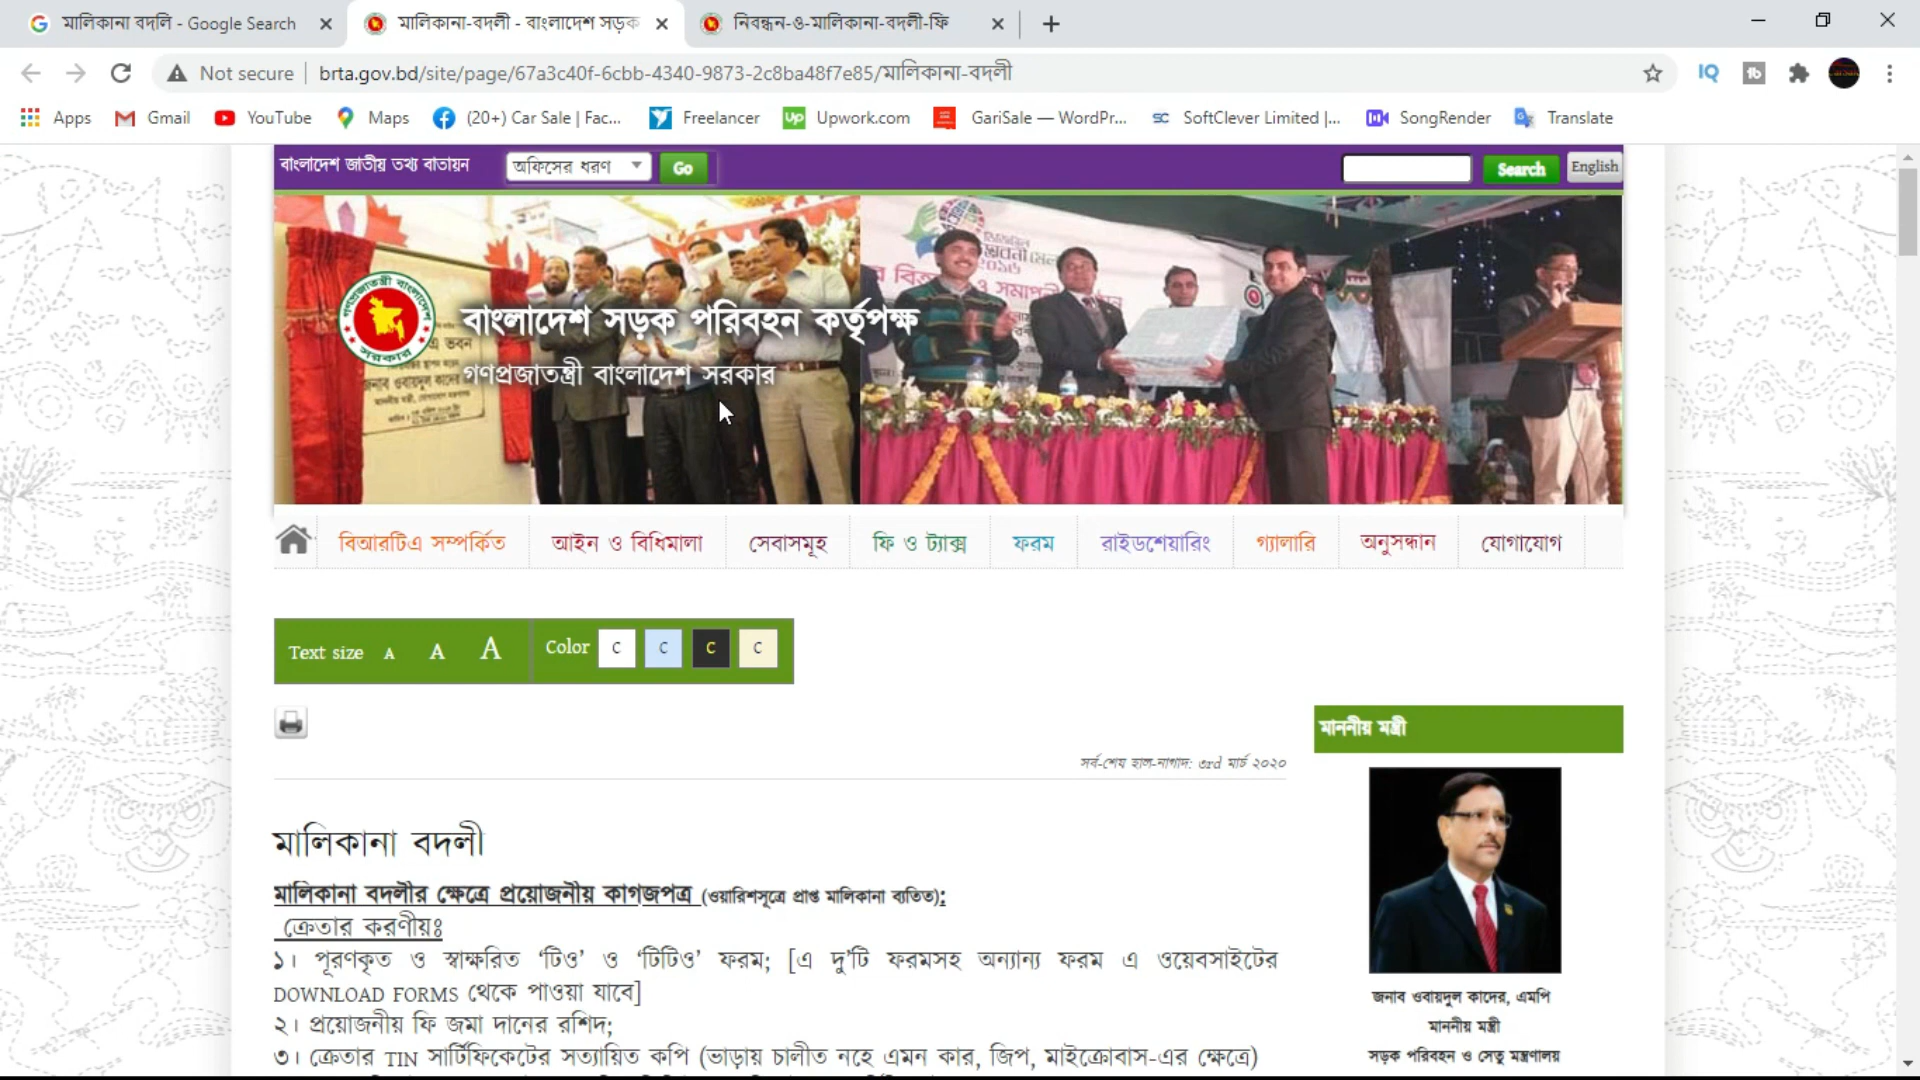 মালিকানা বদলি - Google Search
মালিকানা-বদলী - বাংলাদেশ সড়ক
নিবন্ধন-ও-মালিকানা-বদলী-ফি
Not secure
brta.gov.bd/site/page/67a3c40f-6cbb-4340-9873-2c8ba48f7e85/মালিকানা-বদলী
Apps
Gmail
YouTube
Maps
(20+) Car Sale | Fac...
Freelancer
Upwork.com
GariSale — WordPr...
SoftClever Limited |...
SongRender
Translate
বাংলাদেশ জাতীয় তথ্য বাতায়ন
অফিসের ধরণ
Go
Search
English
বাংলাদেশ সড়ক পরিবহন কর্তৃপক্ষ
গণপ্রজাতন্ত্রী বাংলাদেশ সরকার
বিআরটিএ সম্পর্কিত
আইন ও বিধিমালা
সেবাসমূহ
ফি ও ট্যাক্স
ফরম
রাইডশেয়ারিং
গ্যালারি
অনুসন্ধান
যোগাযোগ
Text size A A A
Color C C C C
সর্ব-শেষ হাল-নাগাদ: ৩rd মার্চ ২০২০
মালিকানা বদলী
মালিকানা বদলীর ক্ষেত্রে প্রয়োজনীয় কাগজপত্র (ওয়ারিশসূত্রে প্রাপ্ত মালিকানা ব্যতিত):
ক্রেতার করণীয়ঃ
১। পূরণকৃত ও স্বাক্ষরিত ‘টিও’ ও ‘টিটিও’ ফরম; [এ দু’টি ফরমসহ অন্যান্য ফরম এ ওয়েবসাইটের
DOWNLOAD FORMS থেকে পাওয়া যাবে]
২। প্রয়োজনীয় ফি জমা দানের রশিদ;
৩। ক্রেতার TIN সার্টিফিকেটের সত্যায়িত কপি (ভাড়ায় চালীত নহে এমন কার, জিপ, মাইক্রোবাস-এর ক্ষেত্রে)
মাননীয় মন্ত্রী
জনাব ওবায়দুল কাদের, এমপি
মাননীয় মন্ত্রী
সড়ক পরিবহন ও সেতু মন্ত্রণালয়